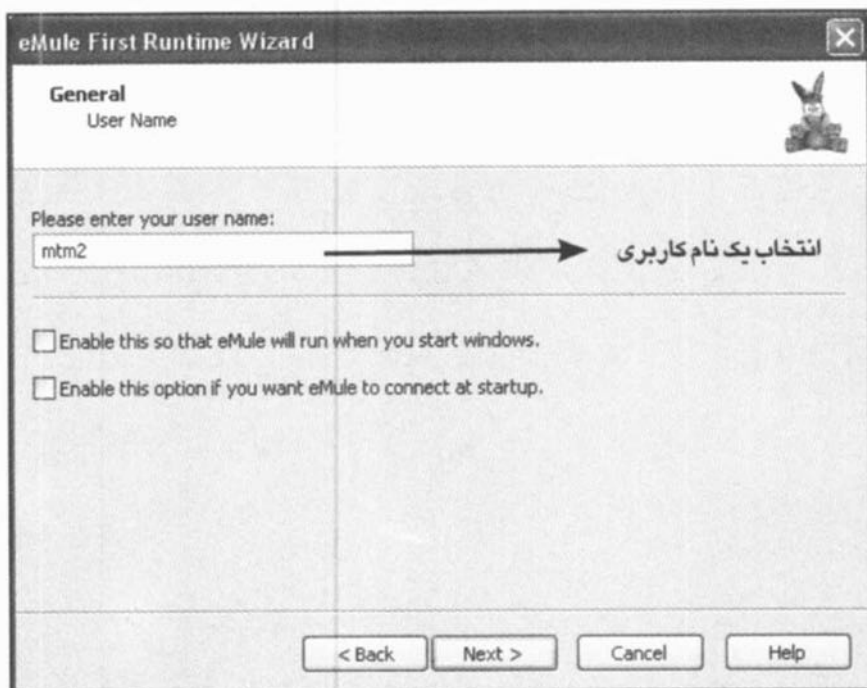 eMule First Runtime Wizard
General
User Name
Please enter your user name:
mtm2
انتخاب یک نام کاربری
Enable this so that eMule will run when you start windows.
Enable this option if you want eMule to connect at startup.
< Back
Next >
Cancel
Help